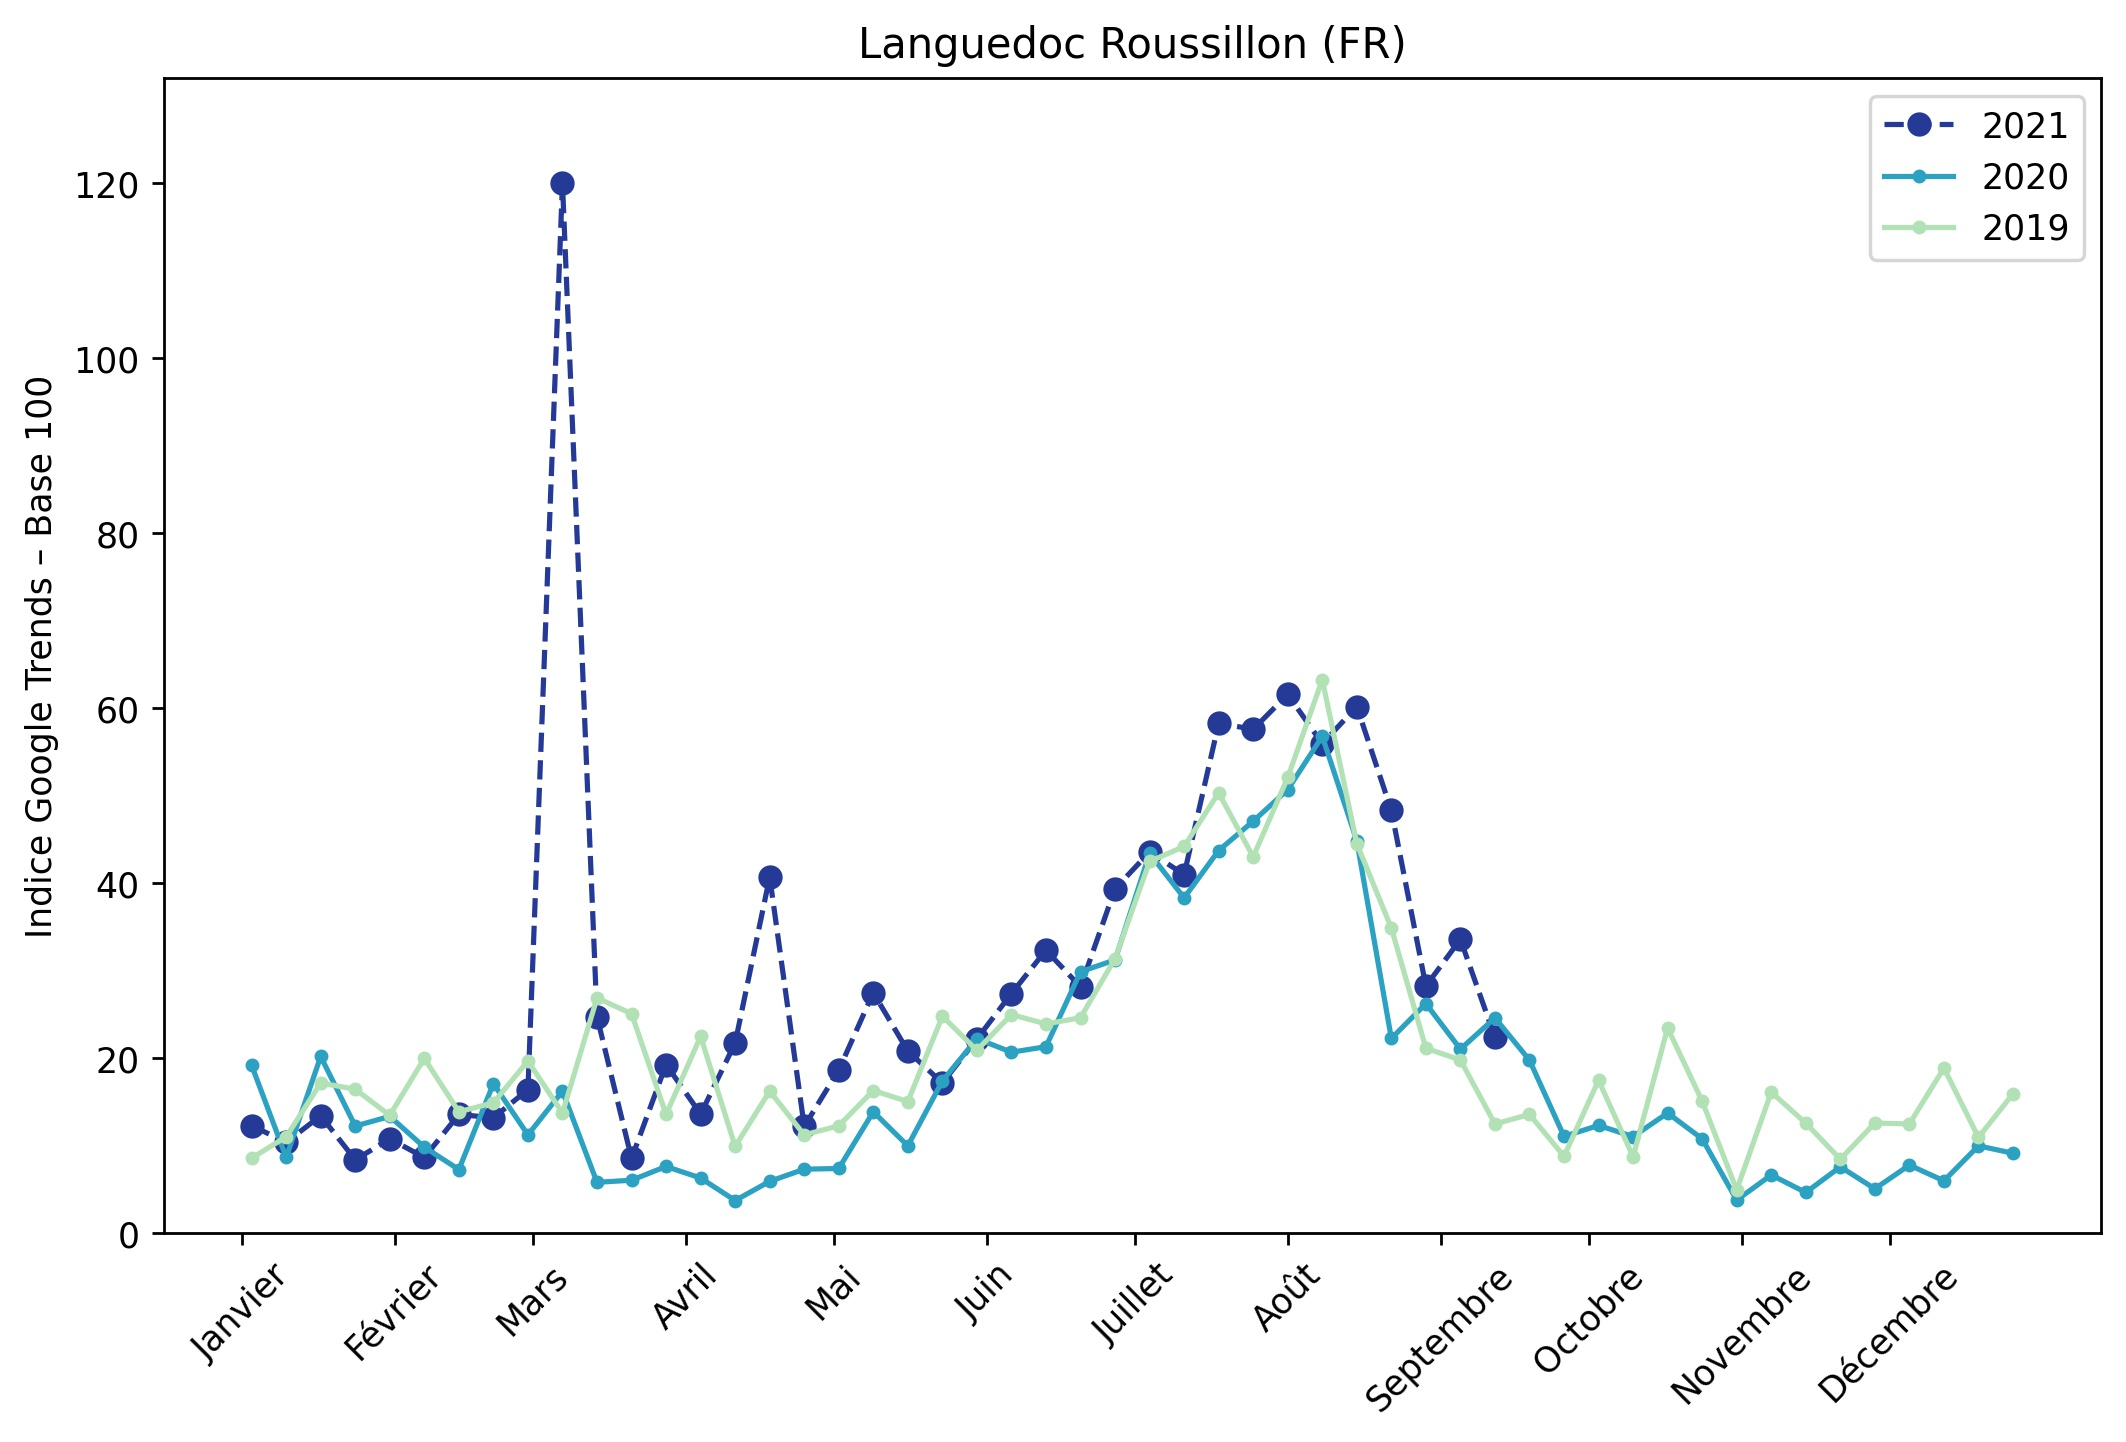 Languedoc Roussillon (FR)
2021
2020
2019
Indice Google Trends – Base 100
120
100
80
60
40
20
0
Janvier
Février
Mars
Avril
Mai
Juin
Juillet
Août
Septembre
Octobre
Novembre
Décembre